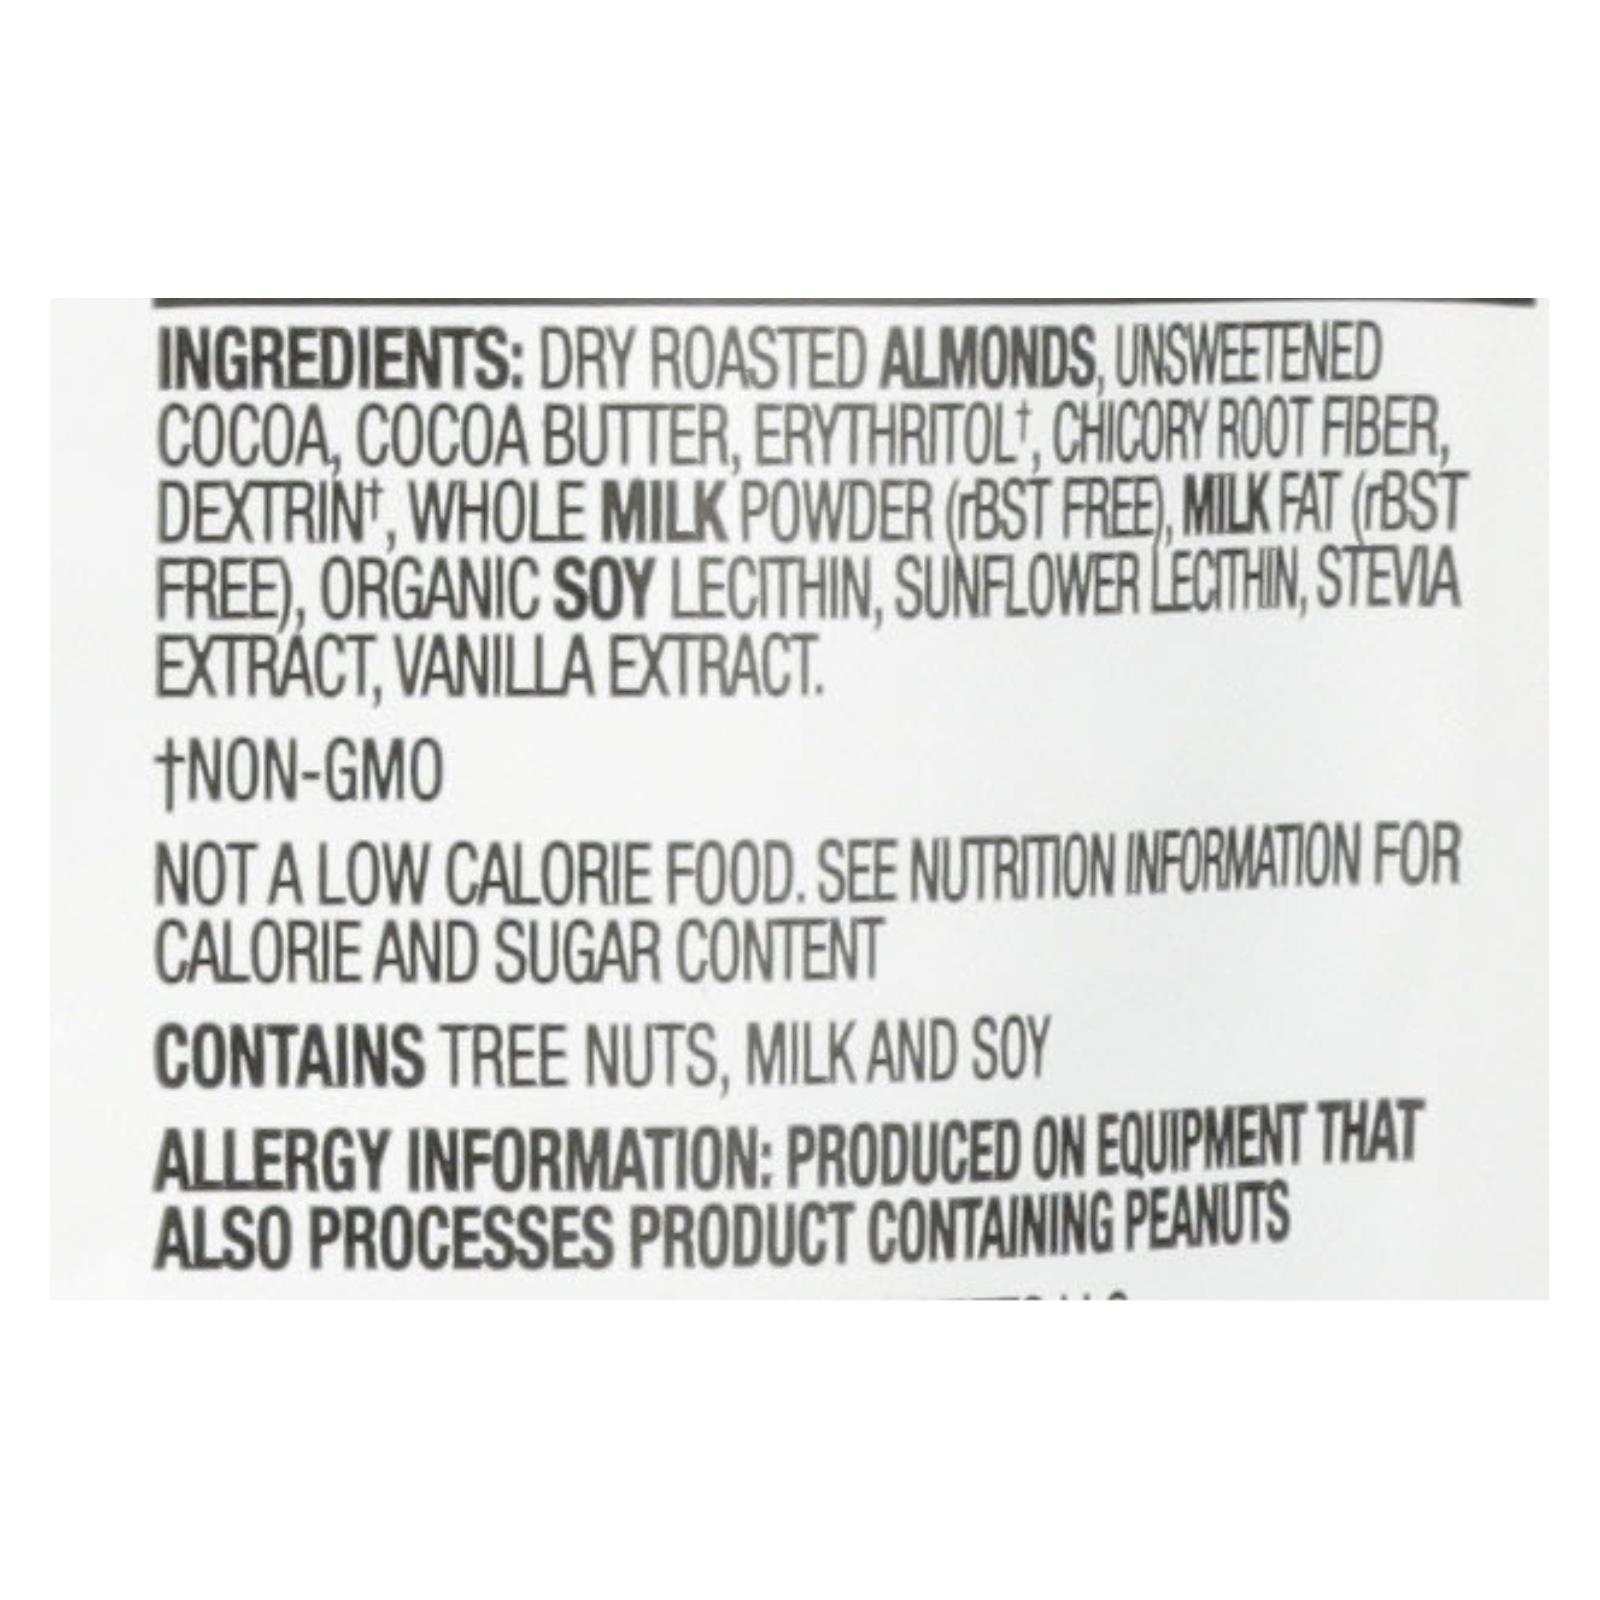 INGREDIENTS: DRY ROASTED ALMONDS, UNSWEETENED
COCOA, COCOA BUTTER, ERYTHRITOL†, CHICORY ROOT FIBER,
DEXTRIN†, WHOLE MILK POWDER (rBST FREE), MILK FAT (rBST
FREE), ORGANIC SOY LECITHIN, SUNFLOWER LECITHIN, STEVIA
EXTRACT, VANILLA EXTRACT.
†NON-GMO
NOT A LOW CALORIE FOOD. SEE NUTRITION INFORMATION FOR
CALORIE AND SUGAR CONTENT
CONTAINS TREE NUTS, MILK AND SOY
ALLERGY INFORMATION: PRODUCED ON EQUIPMENT THAT
ALSO PROCESSES PRODUCT CONTAINING PEANUTS